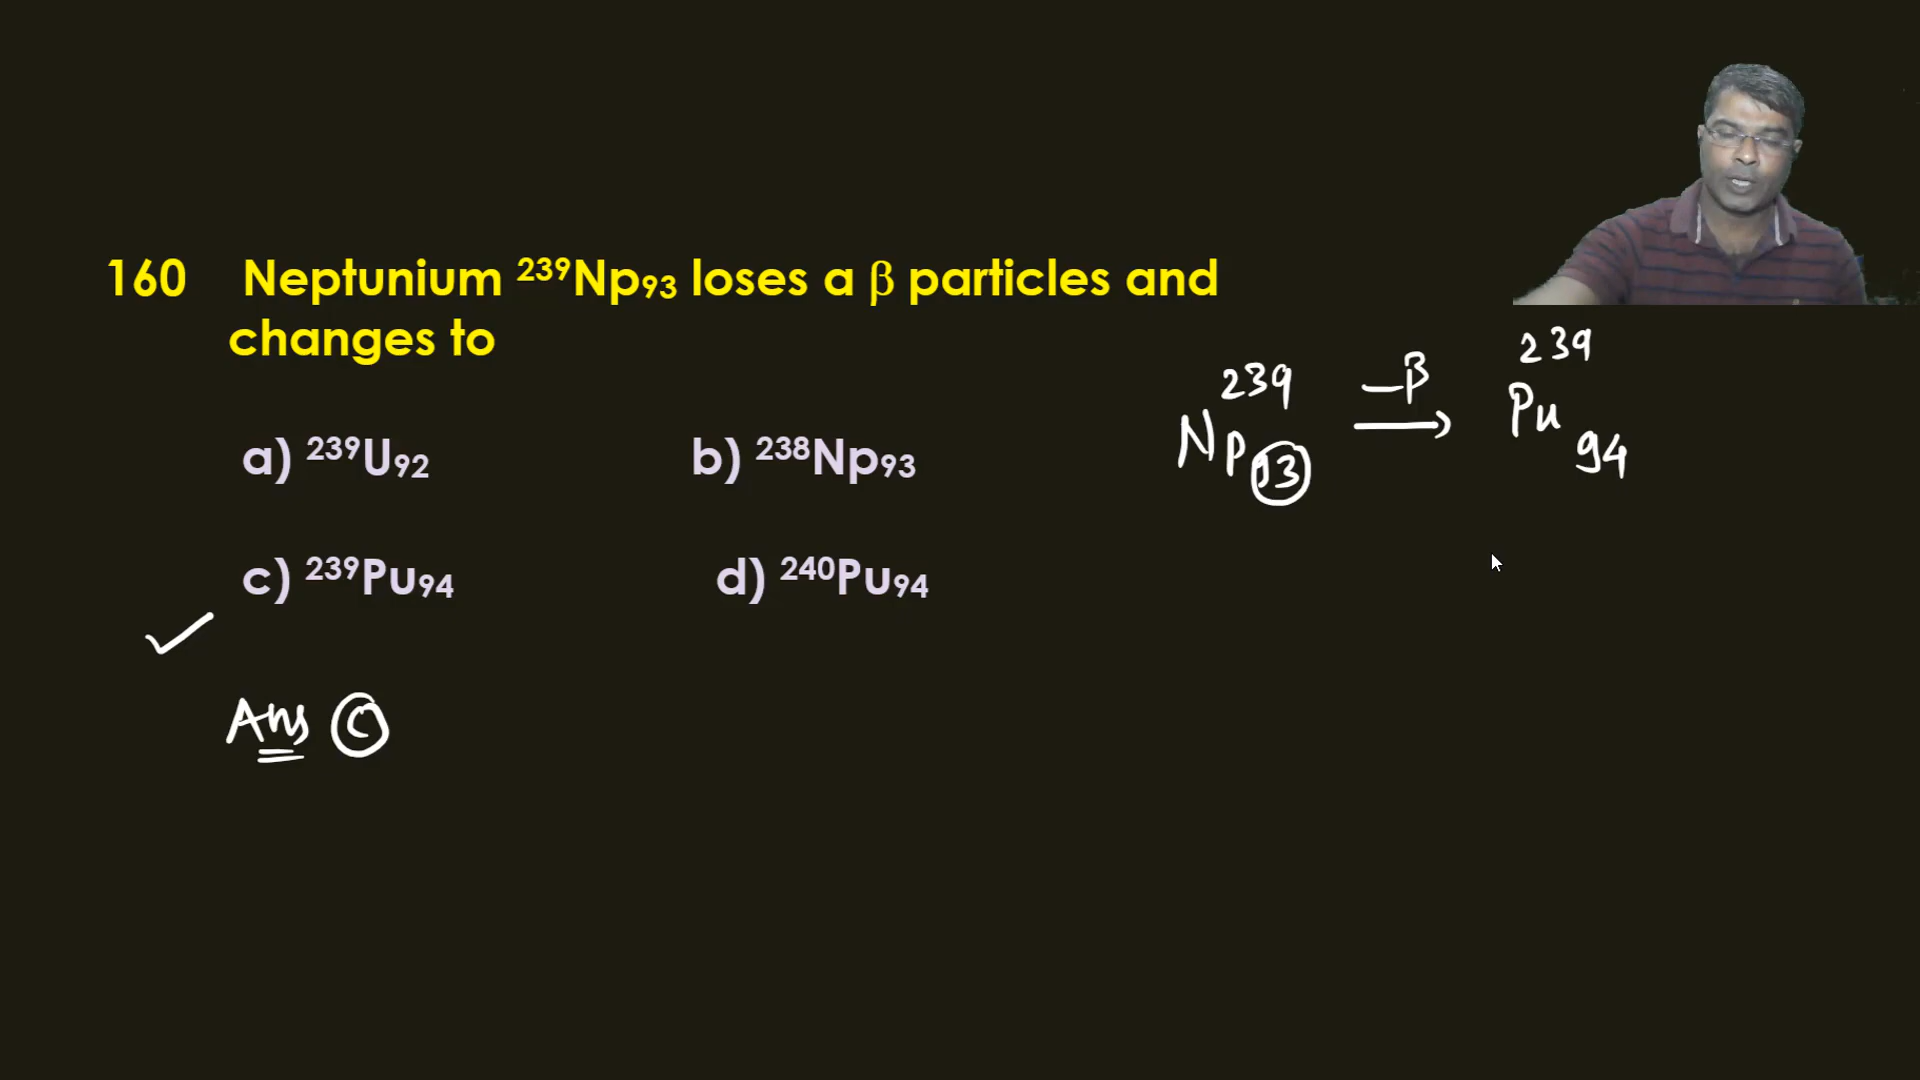 160 Neptunium ²³⁹Np₉₃ loses a β particles and
changes to
a) ²³⁹U₉₂ b) ²³⁸Np₉₃
c) ²³⁹Pu₉₄ d) ²⁴⁰Pu₉₄
Ans ©
239 Np 93 —β → 239 Pu 94